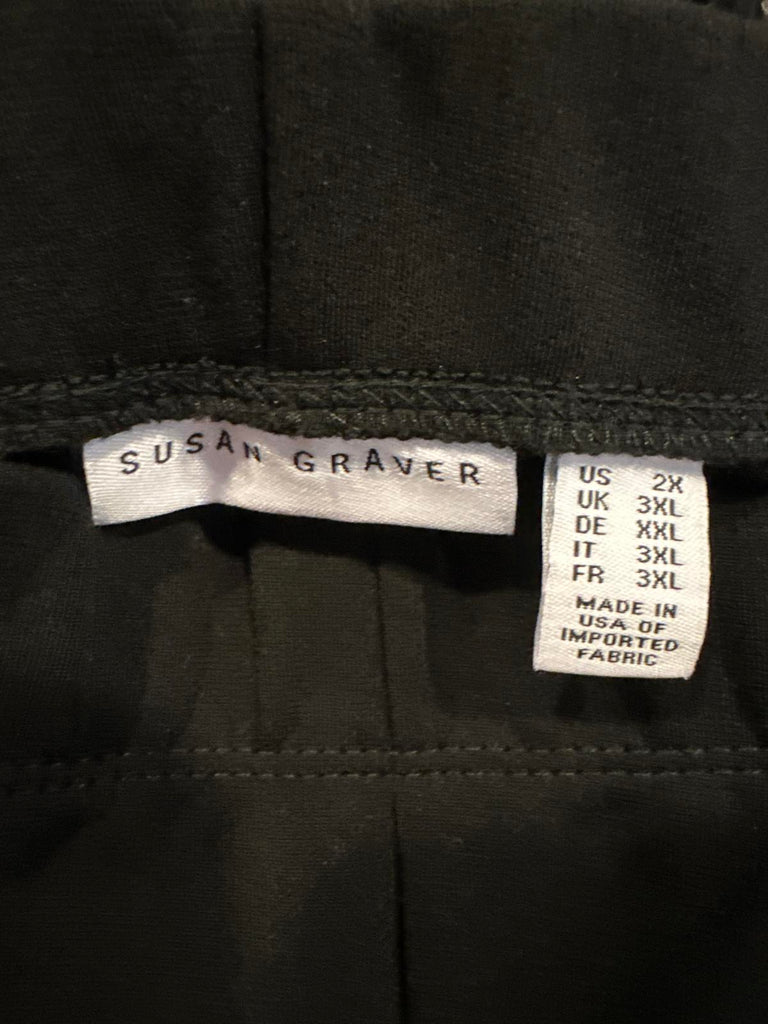 SUSAN GRAVER
US 2X
UK 3XL
DE XXL
IT 3XL
FR 3XL
MADE IN
USA OF
IMPORTED
FABRIC